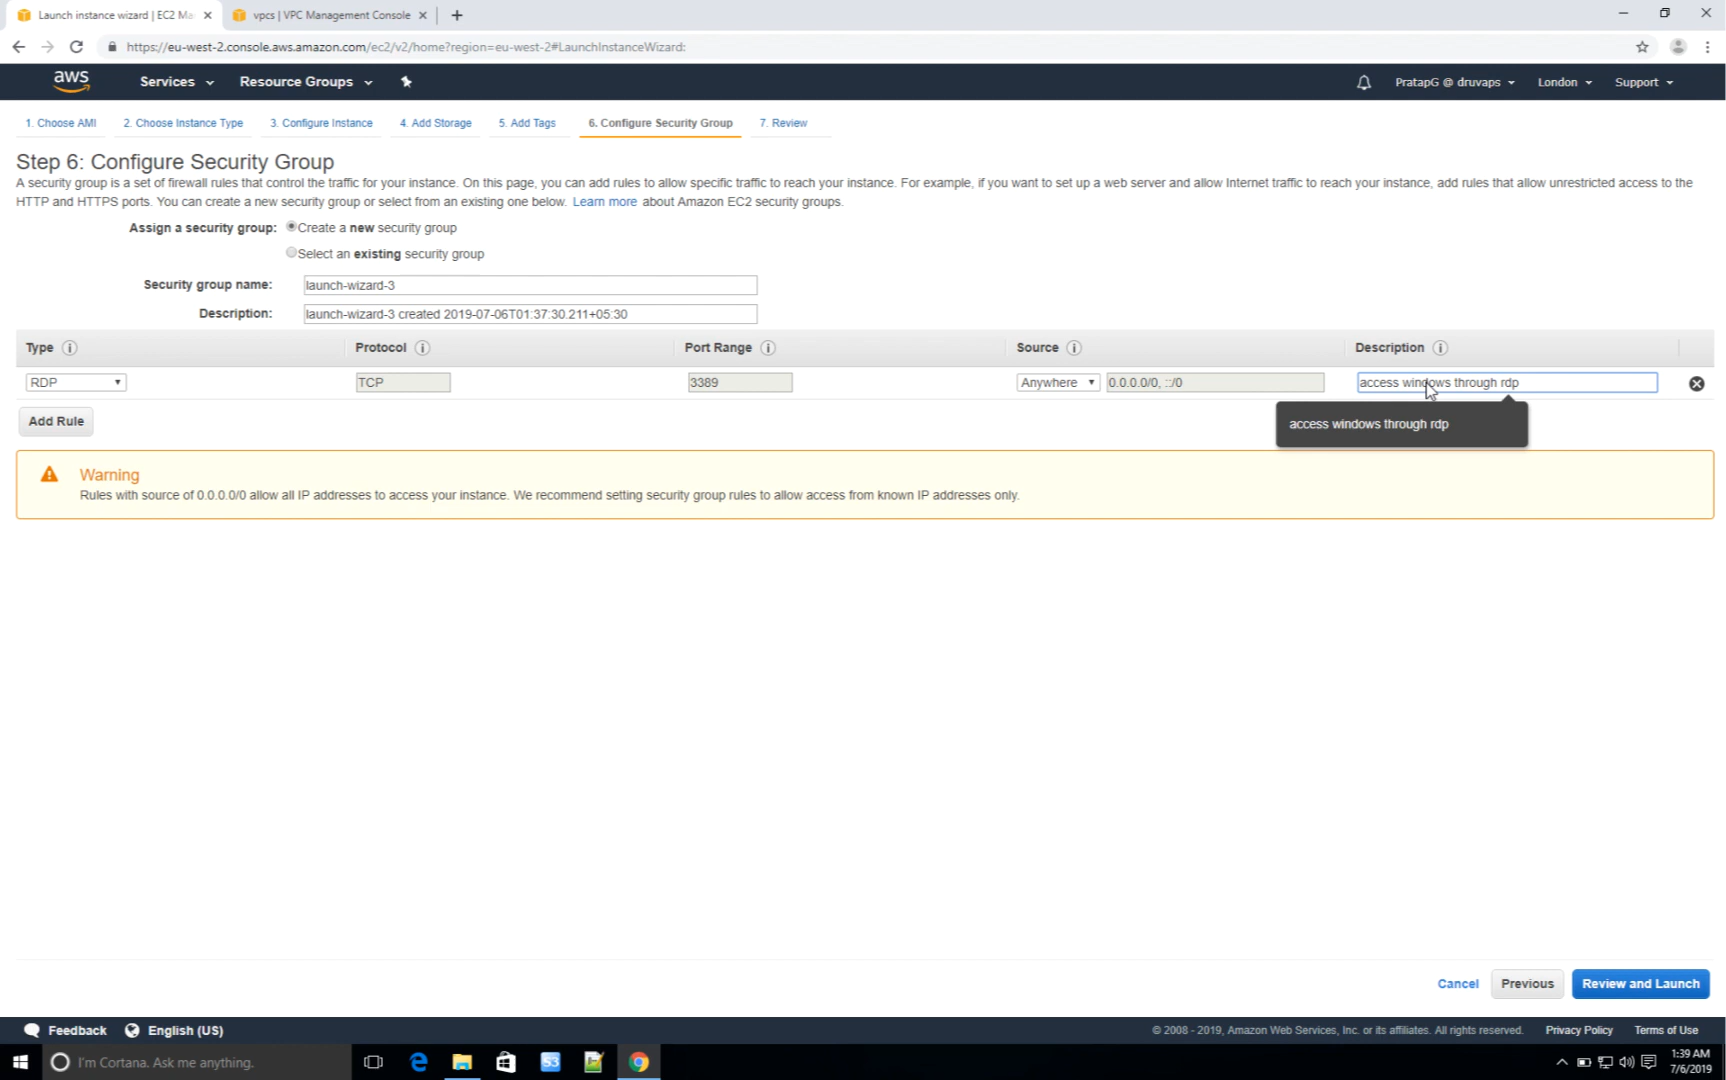 Launch instance wizard | EC2 Ma
vpcs | VPC Management Console
https://eu-west-2.console.aws.amazon.com/ec2/v2/home?region=eu-west-2#LaunchInstanceWizard:
aws
Services
Resource Groups
PratapG @ druvaps
London
Support
1. Choose AMI
2. Choose Instance Type
3. Configure Instance
4. Add Storage
5. Add Tags
6. Configure Security Group
7. Review
Step 6: Configure Security Group
A security group is a set of firewall rules that control the traffic for your instance. On this page, you can add rules to allow specific traffic to reach your instance. For example, if you want to set up a web server and allow Internet traffic to reach your instance, add rules that allow unrestricted access to the
HTTP and HTTPS ports. You can create a new security group or select from an existing one below. Learn more about Amazon EC2 security groups.
Assign a security group: Create a new security group
Select an existing security group
Security group name: launch-wizard-3
Description: launch-wizard-3 created 2019-07-06T01:37:30.211+05:30
Type i Protocol i Port Range i Source i Description i
RDP TCP 3389 Anywhere 0.0.0.0/0, ::/0 access windows through rdp
Add Rule
access windows through rdp
Warning
Rules with source of 0.0.0.0/0 allow all IP addresses to access your instance. We recommend setting security group rules to allow access from known IP addresses only.
Cancel
Previous
Review and Launch
Feedback
English (US)
© 2008 - 2019, Amazon Web Services, Inc. or its affiliates. All rights reserved.
Privacy Policy
Terms of Use
I'm Cortana. Ask me anything.
S3
1:39 AM
7/6/2019